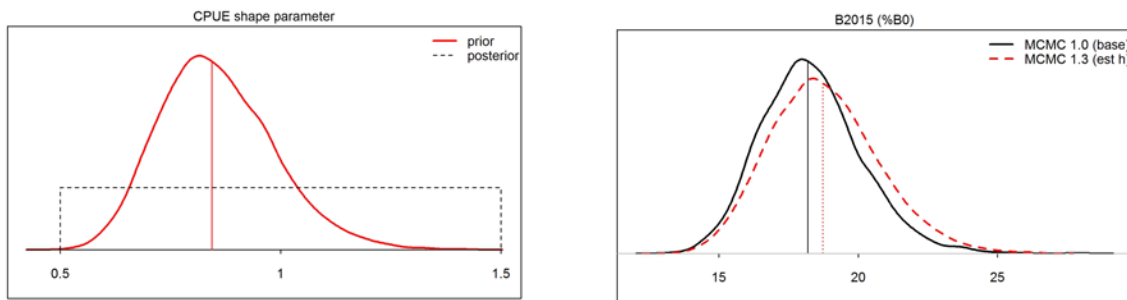 CPUE shape parameter
prior
posterior
0.5 1 1.5
B2015 (%B0)
MCMC 1.0 (base)
MCMC 1.3 (est h)
15 20 25